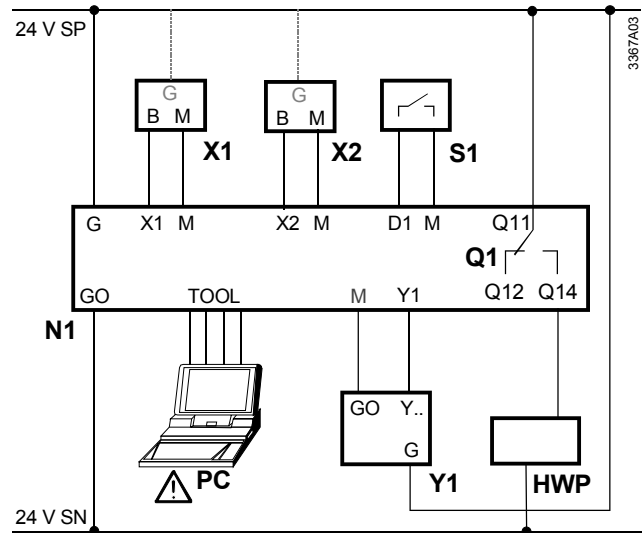 24 V SP
3367A03
G
B M
X1
G
B M
X2
S1
G X1 M X2 M D1 M Q11
Q1
GO TOOL M Y1 Q12 Q14
N1
GO Y..
G
PC
Y1
HWP
24 V SN